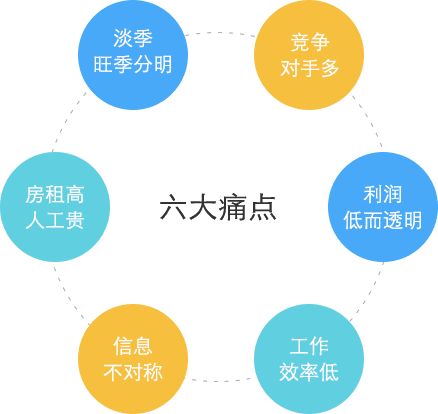 淡季
旺季分明
竞争
对手多
房租高
人工贵
六大痛点
利润
低而透明
信息
不对称
工作
效率低